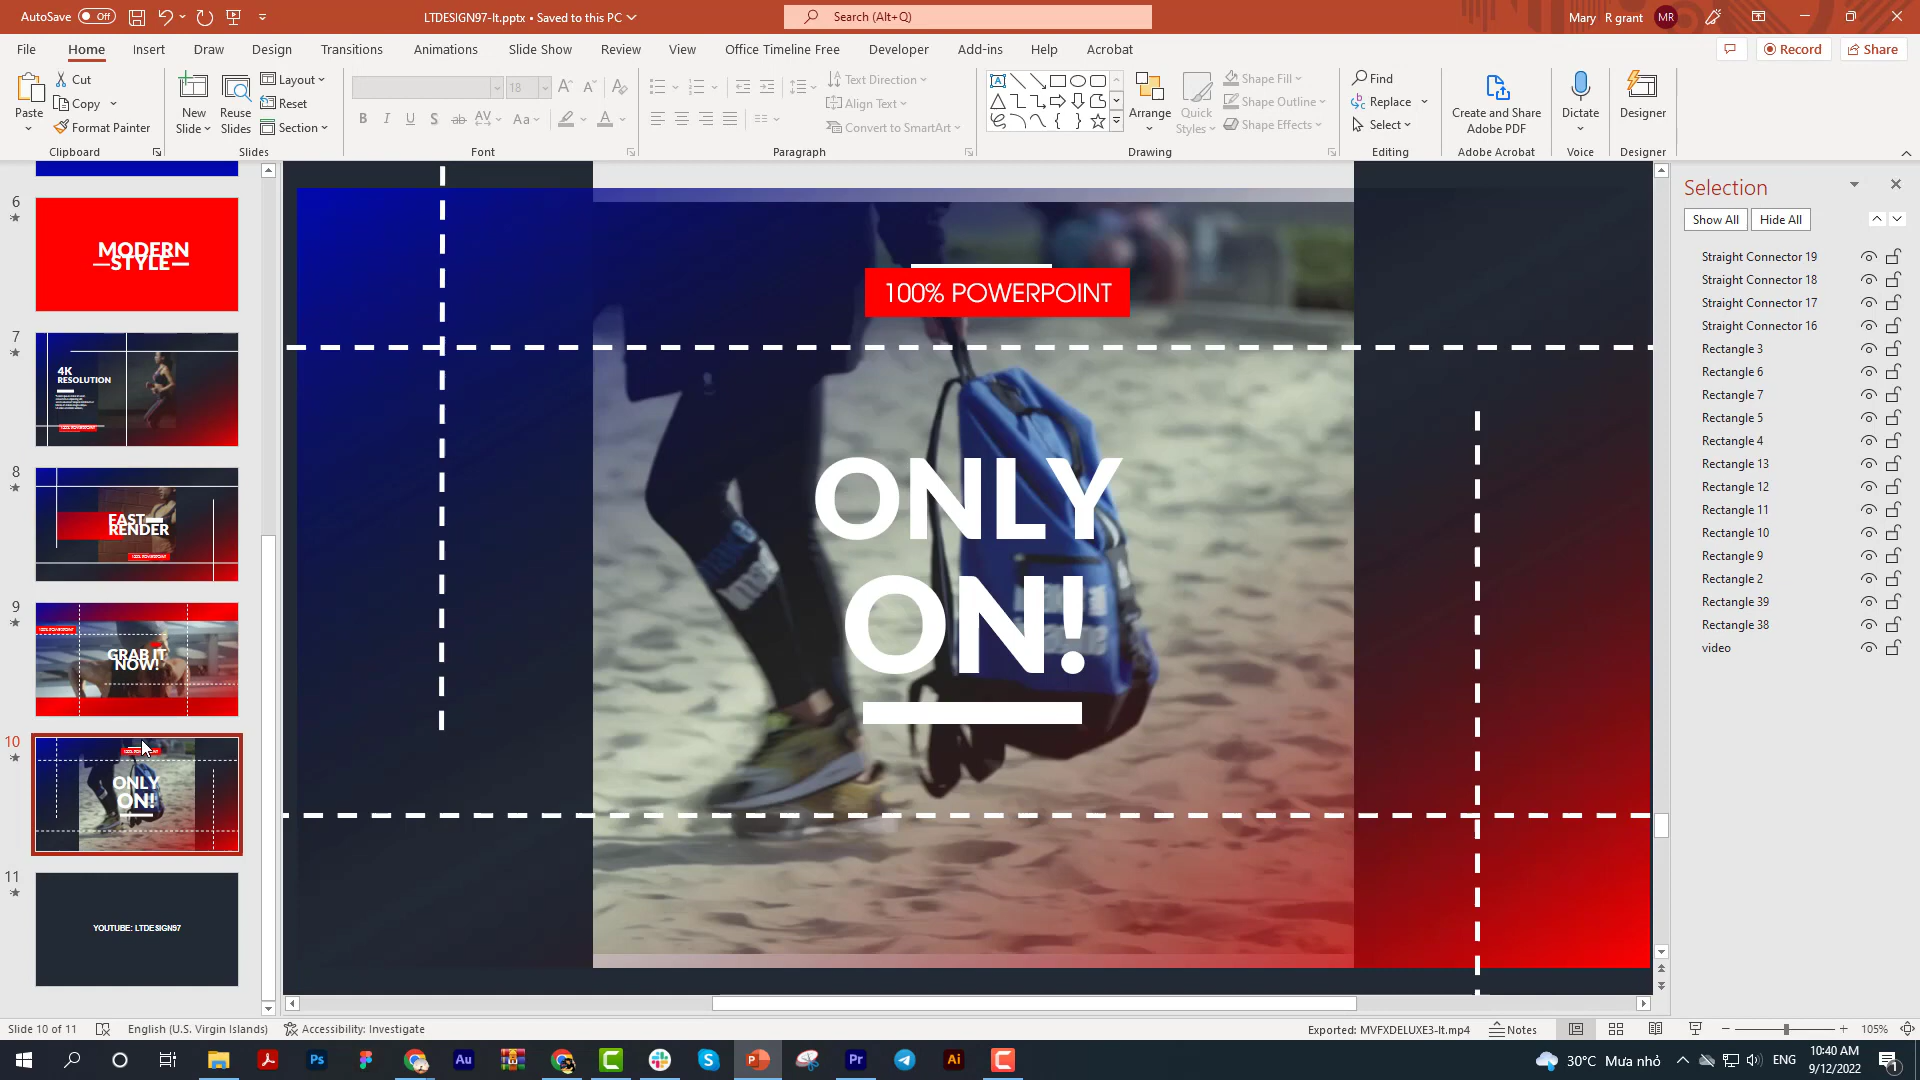 AutoSave Off
LTDESIGN97-lt.pptx • Saved to this PC
Search (Alt+Q)
Mary R grant MR
File Home Insert Draw Design Transitions Animations Slide Show Review View Office Timeline Free Developer Add-ins Help Acrobat
Record Share
Paste
Cut
Copy
Format Painter
Clipboard
New Slide
Reuse Slides
Layout
Reset
Section
Slides
18
Font
Text Direction
Align Text
Convert to SmartArt
Paragraph
Arrange
Quick Styles
Shape Fill
Shape Outline
Shape Effects
Drawing
Find
Replace
Select
Editing
Create and Share Adobe PDF
Adobe Acrobat
Dictate
Voice
Designer
Designer
6
MODERN
STYLE
7
4K
RESOLUTION
100% POWERPOINT
8
FAST
RENDER
100% POWERPOINT
9
100% POWERPOINT
GRAB IT
NOW!
10
ONLY
ON!
11
YOUTUBE: LTDESIGN97
100% POWERPOINT
ONLY
ON!
Selection
Show All Hide All
Straight Connector 19
Straight Connector 18
Straight Connector 17
Straight Connector 16
Rectangle 3
Rectangle 6
Rectangle 7
Rectangle 5
Rectangle 4
Rectangle 13
Rectangle 12
Rectangle 11
Rectangle 10
Rectangle 9
Rectangle 2
Rectangle 39
Rectangle 38
video
Slide 10 of 11 English (U.S. Virgin Islands) Accessibility: Investigate
Exported: MVFXDELUXE3-lt.mp4 Notes 105%
30°C Mưa nhỏ ENG 10:40 AM
9/12/2022